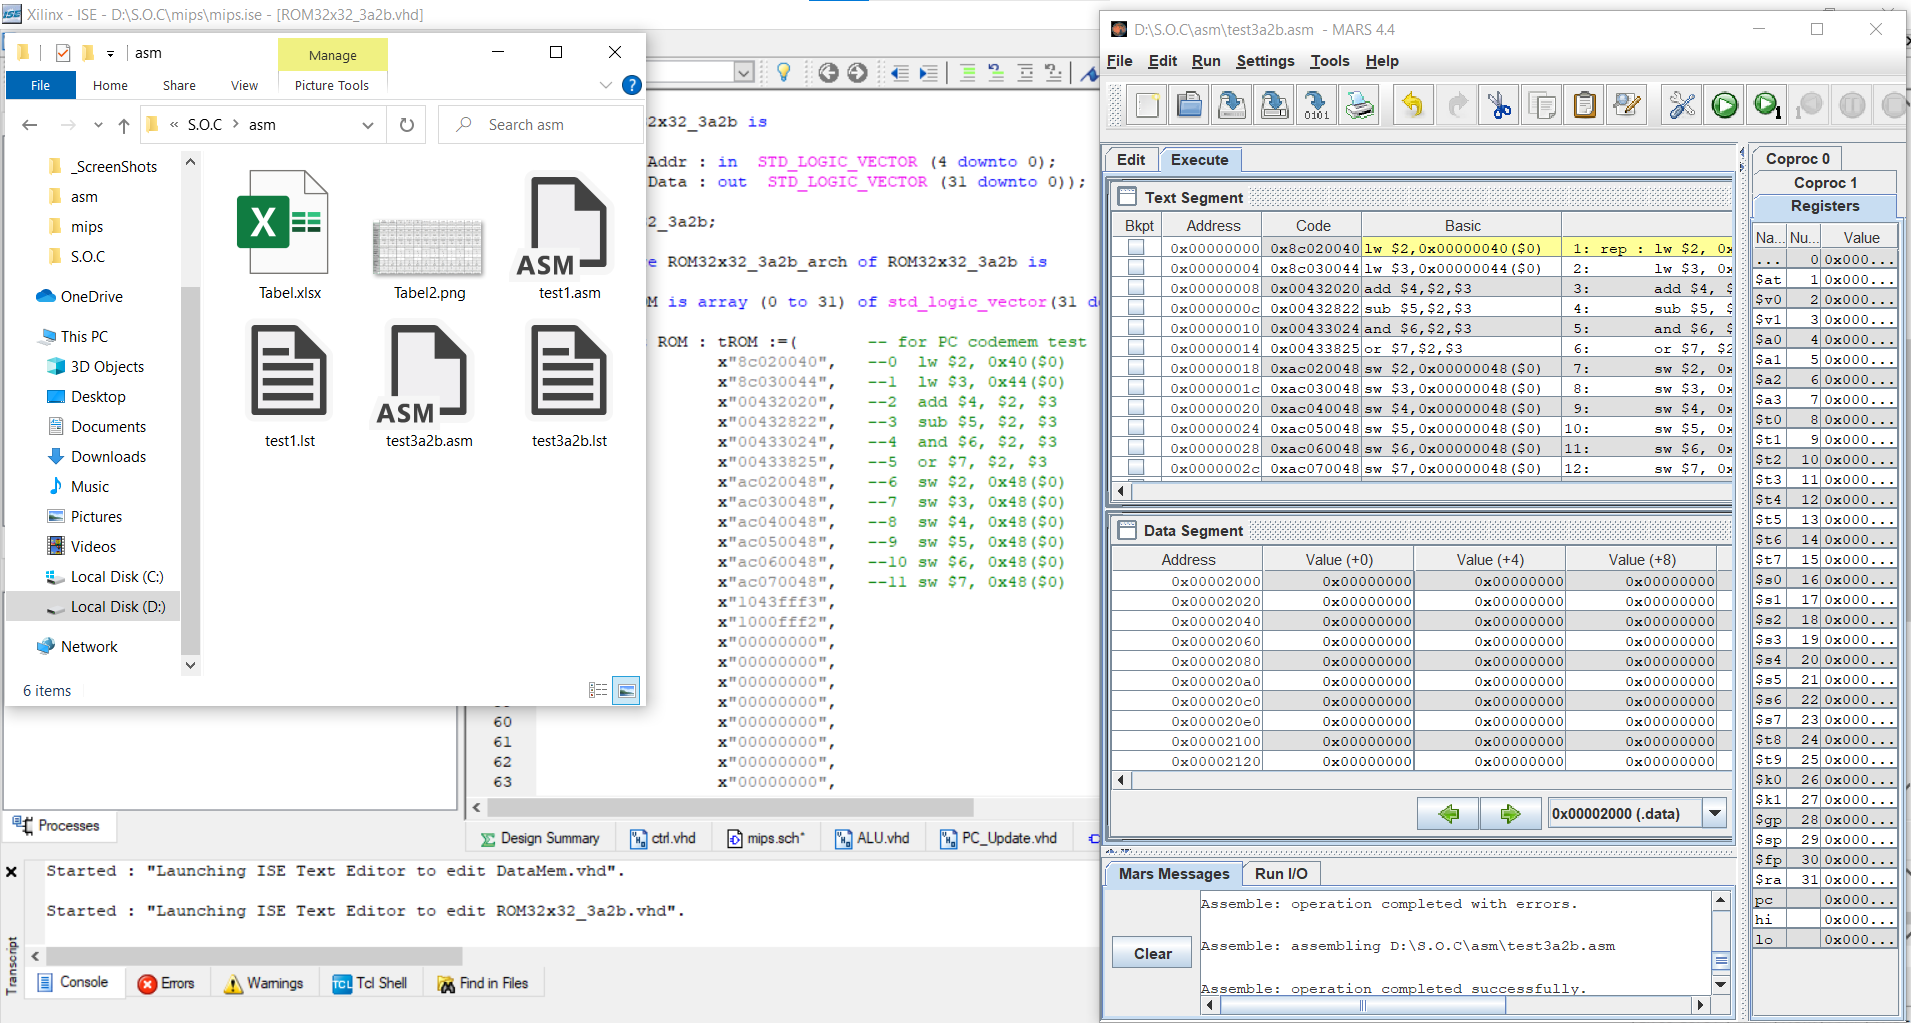 Xilinx - ISE - D:\S.O.C\mips\mips.ise - [ROM32x32_3a2b.vhd]
asm
Manage
File
Home
Share
View
Picture Tools
« S.O.C > asm
Search asm
_ScreenShots
asm
mips
S.O.C
OneDrive
This PC
3D Objects
Desktop
Documents
Downloads
Music
Pictures
Videos
Local Disk (C:)
Local Disk (D:)
Network
Tabel.xlsx
Tabel2.png
ASM
test1.asm
test1.lst
ASM
test3a2b.asm
test3a2b.lst
6 items
2x32_3a2b is
Addr : in STD_LOGIC_VECTOR (4 downto 0);
Data : out STD_LOGIC_VECTOR (31 downto 0));
2_3a2b;
e ROM32x32_3a2b_arch of ROM32x32_3a2b is
M is array (0 to 31) of std_logic_vector(31 d
ROM : tROM :=( -- for PC codemem test
x"8c020040", --0 lw $2, 0x40($0)
x"8c030044", --1 lw $3, 0x44($0)
x"00432020", --2 add $4, $2, $3
x"00432822", --3 sub $5, $2, $3
x"00433024", --4 and $6, $2, $3
x"00433825", --5 or $7, $2, $3
x"ac020048", --6 sw $2, 0x48($0)
x"ac030048", --7 sw $3, 0x48($0)
x"ac040048", --8 sw $4, 0x48($0)
x"ac050048", --9 sw $5, 0x48($0)
x"ac060048", --10 sw $6, 0x48($0)
x"ac070048", --11 sw $7, 0x48($0)
x"1043fff3",
x"1000fff2",
x"00000000",
x"00000000",
x"00000000",
x"00000000",
60 x"00000000",
61 x"00000000",
62 x"00000000",
63 x"00000000",
Processes
Design Summary
ctrl.vhd
mips.sch*
ALU.vhd
PC_Update.vhd
Started : "Launching ISE Text Editor to edit DataMem.vhd".
Started : "Launching ISE Text Editor to edit ROM32x32_3a2b.vhd".
Transcript
Console
Errors
Warnings
TCL Tcl Shell
Find in Files
D:\S.O.C\asm\test3a2b.asm - MARS 4.4
File Edit Run Settings Tools Help
Edit
Execute
Text Segment
Bkpt Address Code Basic
0x00000000 0x8c020040 lw $2,0x00000040($0) 1: rep : lw $2, 0x
0x00000004 0x8c030044 lw $3,0x00000044($0) 2: lw $3, 0x
0x00000008 0x00432020 add $4,$2,$3 3: add $4, $
0x0000000c 0x00432822 sub $5,$2,$3 4: sub $5, $
0x00000010 0x00433024 and $6,$2,$3 5: and $6, $
0x00000014 0x00433825 or $7,$2,$3 6: or $7, $2
0x00000018 0xac020048 sw $2,0x00000048($0) 7: sw $2, 0x
0x0000001c 0xac030048 sw $3,0x00000048($0) 8: sw $3, 0x
0x00000020 0xac040048 sw $4,0x00000048($0) 9: sw $4, 0x
0x00000024 0xac050048 sw $5,0x00000048($0) 10: sw $5, 0x
0x00000028 0xac060048 sw $6,0x00000048($0) 11: sw $6, 0x
0x0000002c 0xac070048 sw $7,0x00000048($0) 12: sw $7, 0x
Data Segment
Address Value (+0) Value (+4) Value (+8)
0x00002000 0x00000000 0x00000000 0x00000000
0x00002020 0x00000000 0x00000000 0x00000000
0x00002040 0x00000000 0x00000000 0x00000000
0x00002060 0x00000000 0x00000000 0x00000000
0x00002080 0x00000000 0x00000000 0x00000000
0x000020a0 0x00000000 0x00000000 0x00000000
0x000020c0 0x00000000 0x00000000 0x00000000
0x000020e0 0x00000000 0x00000000 0x00000000
0x00002100 0x00000000 0x00000000 0x00000000
0x00002120 0x00000000 0x00000000 0x00000000
0x00002000 (.data)
Mars Messages
Run I/O
Assemble: operation completed with errors.
Assemble: assembling D:\S.O.C\asm\test3a2b.asm
Assemble: operation completed successfully.
Clear
Coproc 0
Coproc 1
Registers
Na... Nu... Value
... 0 0x000...
$at 1 0x000...
$v0 2 0x000...
$v1 3 0x000...
$a0 4 0x000...
$a1 5 0x000...
$a2 6 0x000...
$a3 7 0x000...
$t0 8 0x000...
$t1 9 0x000...
$t2 10 0x000...
$t3 11 0x000...
$t4 12 0x000...
$t5 13 0x000...
$t6 14 0x000...
$t7 15 0x000...
$s0 16 0x000...
$s1 17 0x000...
$s2 18 0x000...
$s3 19 0x000...
$s4 20 0x000...
$s5 21 0x000...
$s6 22 0x000...
$s7 23 0x000...
$t8 24 0x000...
$t9 25 0x000...
$k0 26 0x000...
$k1 27 0x000...
$gp 28 0x000...
$sp 29 0x000...
$fp 30 0x000...
$ra 31 0x000...
pc 0x000...
hi 0x000...
lo 0x000...